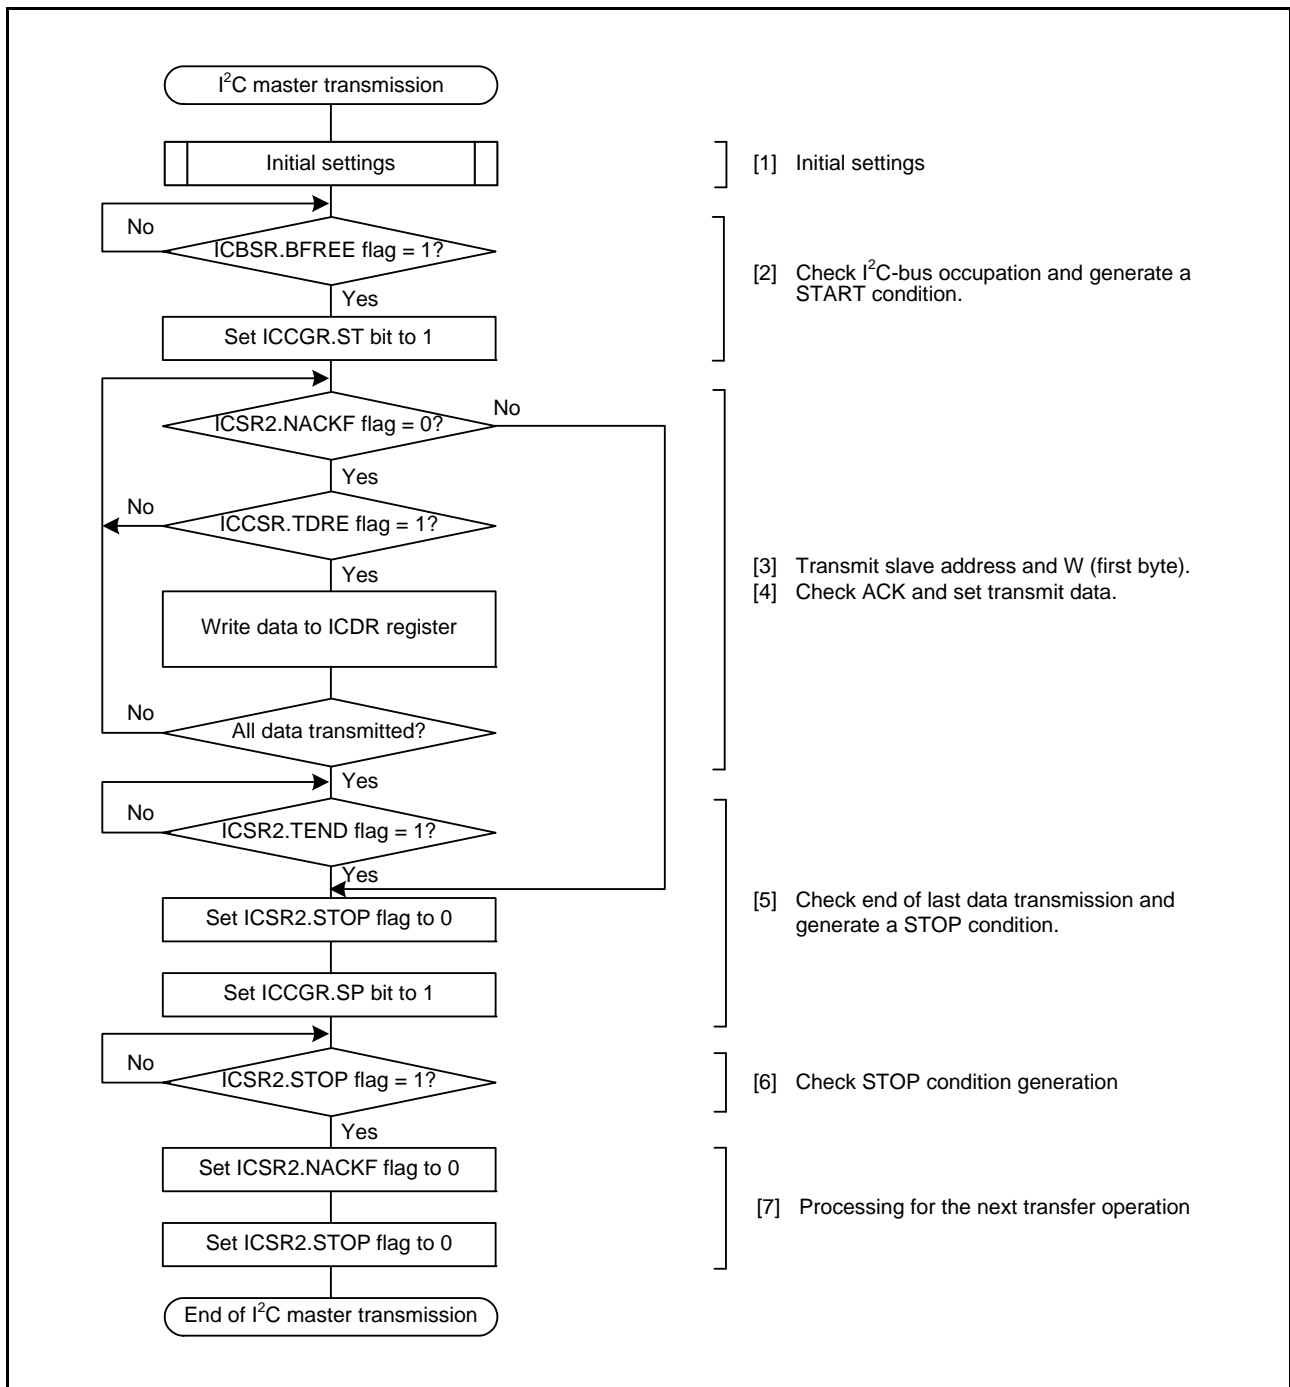 I²C master transmission
Initial settings
[1] Initial settings
No
ICBSR.BFREE flag = 1?
Yes
[2] Check I²C-bus occupation and generate a
START condition.
Set ICCGR.ST bit to 1
No
ICSR2.NACKF flag = 0?
Yes
No
ICCSR.TDRE flag = 1?
Yes
[3] Transmit slave address and W (first byte).
[4] Check ACK and set transmit data.
Write data to ICDR register
No
All data transmitted?
Yes
No
ICSR2.TEND flag = 1?
Yes
[5] Check end of last data transmission and
generate a STOP condition.
Set ICSR2.STOP flag to 0
Set ICCGR.SP bit to 1
No
ICSR2.STOP flag = 1?
[6] Check STOP condition generation
Yes
Set ICSR2.NACKF flag to 0
[7] Processing for the next transfer operation
Set ICSR2.STOP flag to 0
End of I²C master transmission